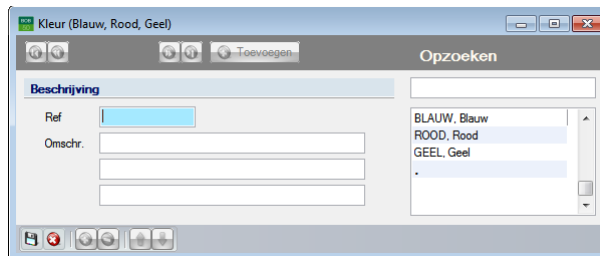 Kleur (Blauw, Rood, Geel)
Toevoegen
Opzoeken
Beschrijving
Ref
Omschr.
BLAUW, Blauw
ROOD, Rood
GEEL, Geel
.